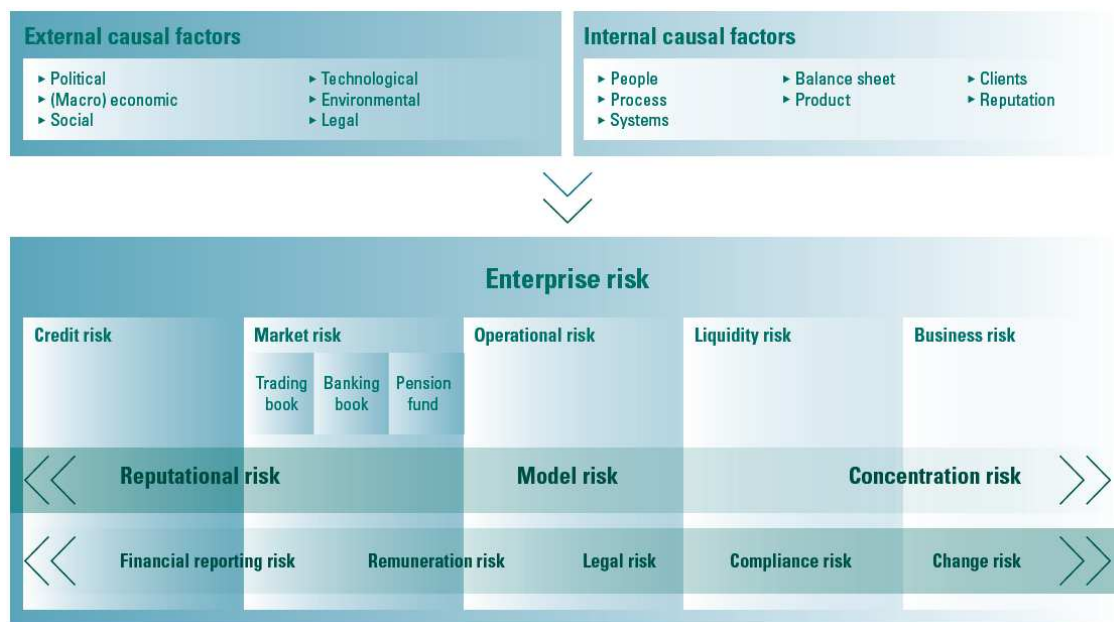 External causal factors
▸ Political
▸ (Macro) economic
▸ Social
▸ Technological
▸ Environmental
▸ Legal
Internal causal factors
▸ People
▸ Process
▸ Systems
▸ Balance sheet
▸ Product
▸ Clients
▸ Reputation
Enterprise risk
Credit risk
Market risk
Trading
book
Banking
book
Pension
fund
Operational risk
Liquidity risk
Business risk
Reputational risk
Model risk
Concentration risk
Financial reporting risk
Remuneration risk
Legal risk
Compliance risk
Change risk